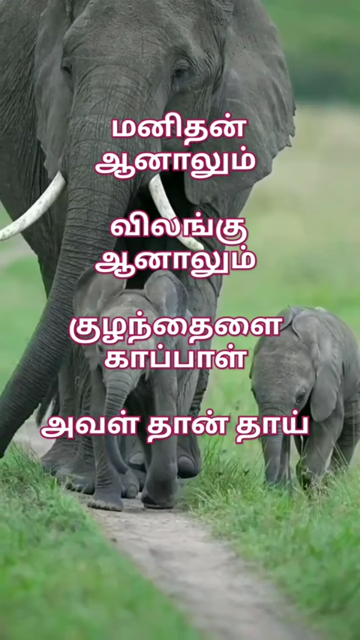 மனிதன்
ஆனாலும்
விலங்கு
ஆனாலும்
குழந்தைளை
காப்பாள்
அவள் தான் தாய்